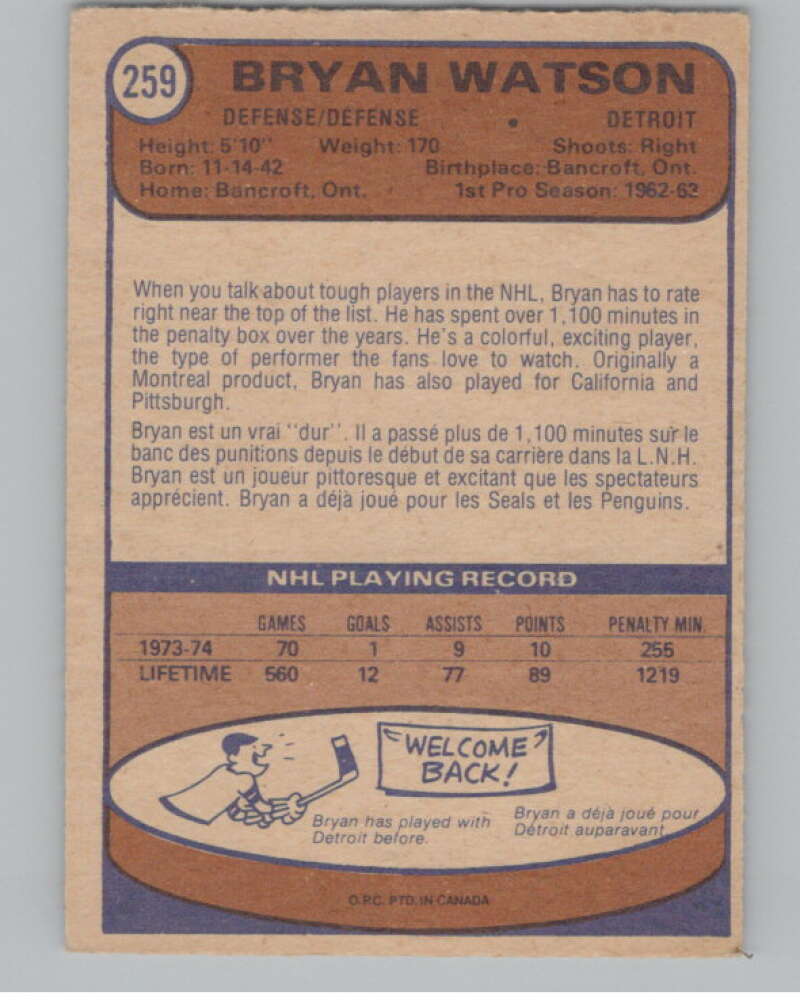 259 BRYAN WATSON
DEFENSE/DÉFENSE • DETROIT
Height: 5'10" Weight: 170 Shoots: Right
Born: 11-14-42 Birthplace: Bancroft, Ont.
Home: Bancroft, Ont. 1st Pro Season: 1962-63
When you talk about tough players in the NHL, Bryan has to rate
right near the top of the list. He has spent over 1,100 minutes in
the penalty box over the years. He's a colorful, exciting player,
the type of performer the fans love to watch. Originally a
Montreal product, Bryan has also played for California and
Pittsburgh.
Bryan est un vrai "dur". Il a passé plus de 1,100 minutes sur le
banc des punitions depuis le début de sa carrière dans la L.N.H.
Bryan est un joueur pittoresque et excitant que les spectateurs
apprécient. Bryan a déjà joué pour les Seals et les Penguins.
NHL PLAYING RECORD
GAMES GOALS ASSISTS POINTS PENALTY MIN.
1973-74 70 1 9 10 255
LIFETIME 560 12 77 89 1219
"WELCOME
BACK!"
Bryan has played with
Detroit before.
Bryan a déjà joué pour
Détroit auparavant.
O.P.C. PTD. IN CANADA